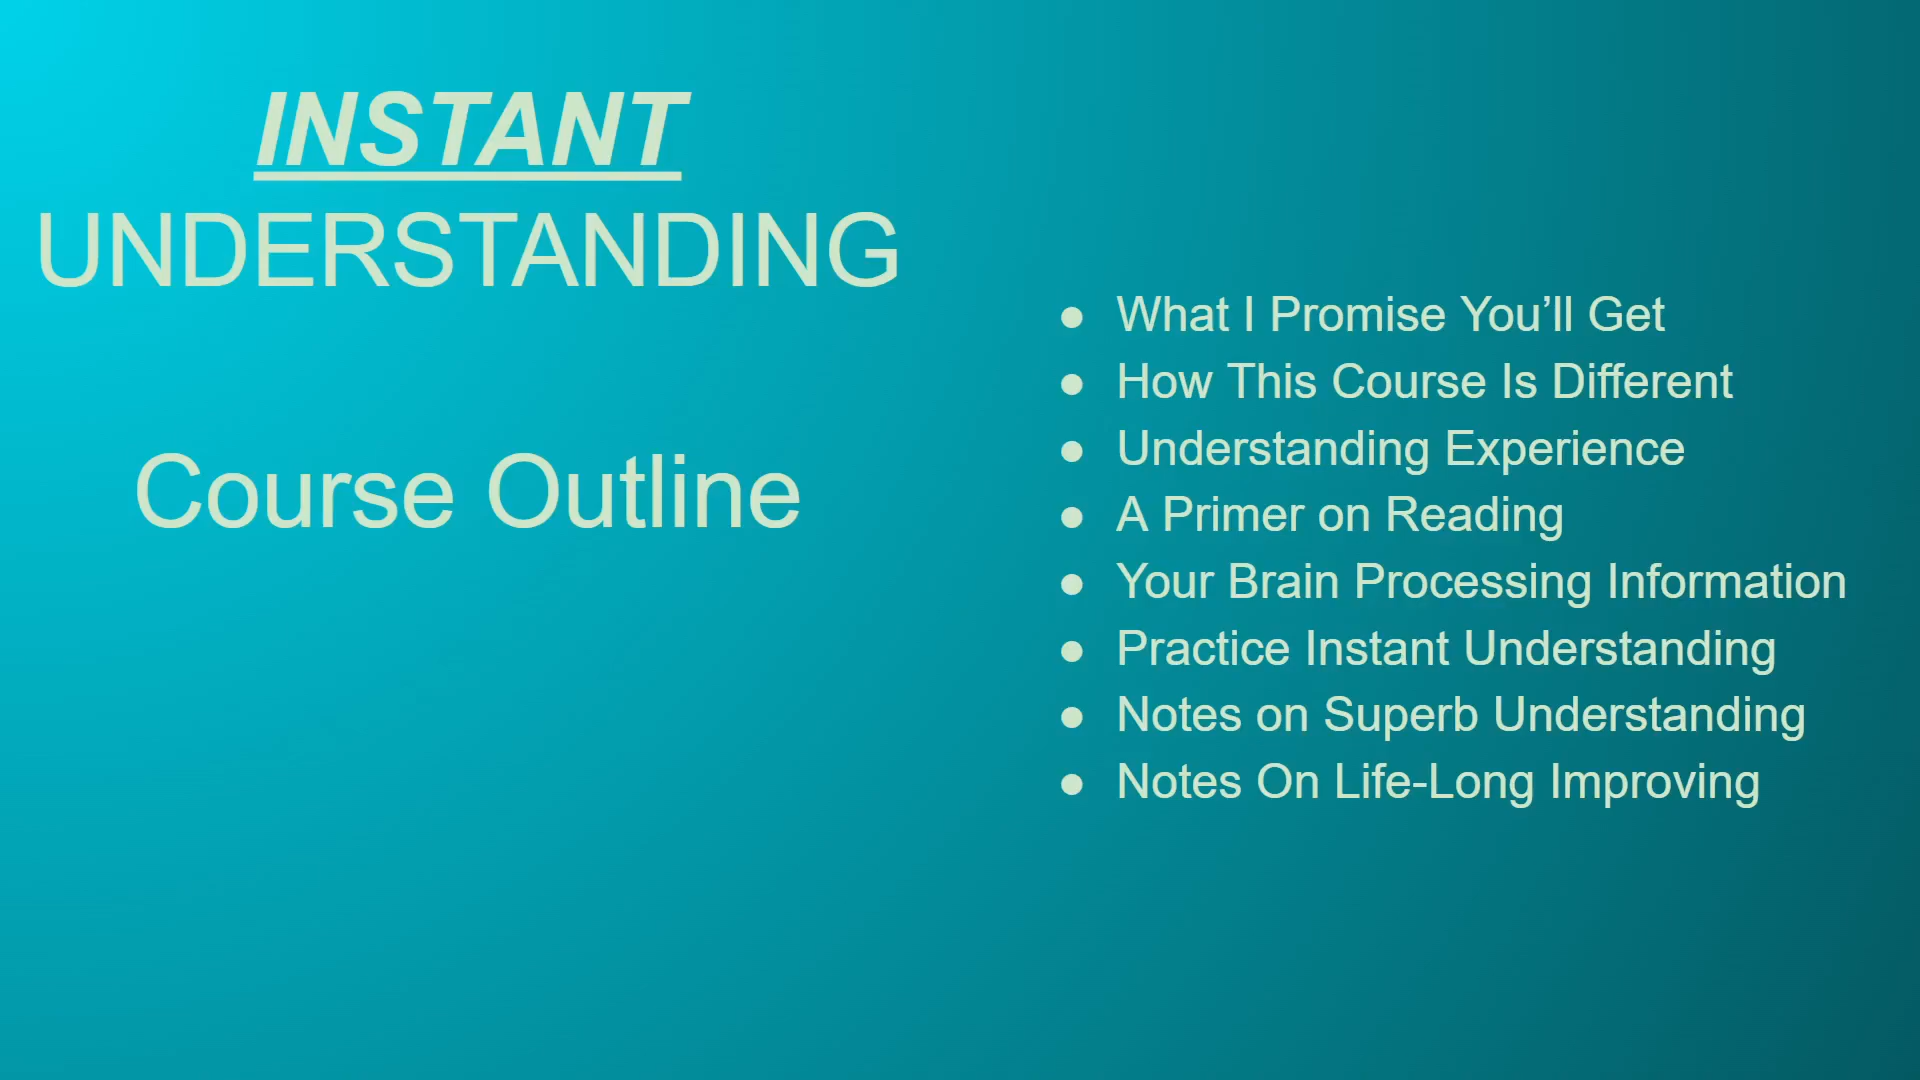 INSTANT
UNDERSTANDING
Course Outline
● What I Promise You’ll Get
● How This Course Is Different
● Understanding Experience
● A Primer on Reading
● Your Brain Processing Information
● Practice Instant Understanding
● Notes on Superb Understanding
● Notes On Life-Long Improving